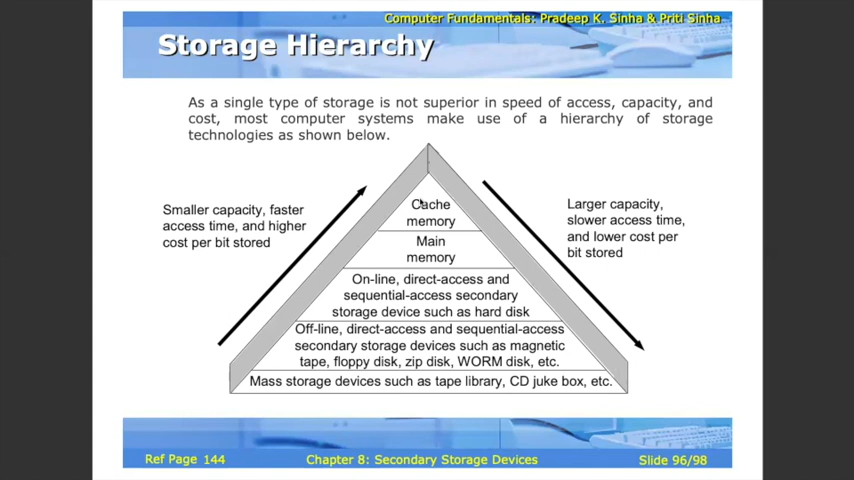 Computer Fundamentals: Pradeep K. Sinha & Priti Sinha
Storage Hierarchy
As a single type of storage is not superior in speed of access, capacity, and
cost, most computer systems make use of a hierarchy of storage
technologies as shown below.
Smaller capacity, faster
access time, and higher
cost per bit stored
Larger capacity,
slower access time,
and lower cost per
bit stored
Cache
memory
Main
memory
On-line, direct-access and
sequential-access secondary
storage device such as hard disk
Off-line, direct-access and sequential-access
secondary storage devices such as magnetic
tape, floppy disk, zip disk, WORM disk, etc.
Mass storage devices such as tape library, CD juke box, etc.
Ref Page 144
Chapter 8: Secondary Storage Devices
Slide 96/98